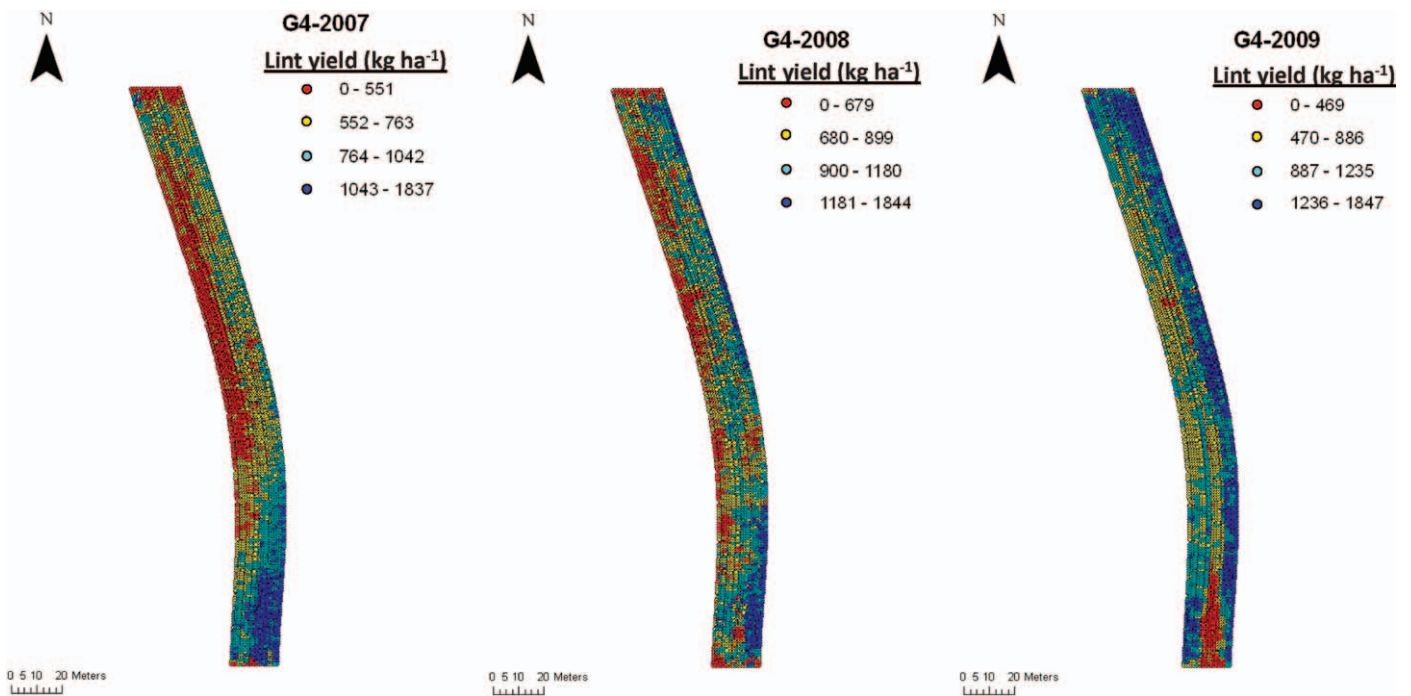 N
G4-2007
Lint yield (kg ha-1)
0 - 551
552 - 763
764 - 1042
1043 - 1837
0 5 10 20 Meters
N
G4-2008
Lint yield (kg ha-1)
0 - 679
680 - 899
900 - 1180
1181 - 1844
0 5 10 20 Meters
N
G4-2009
Lint yield (kg ha-1)
0 - 469
470 - 886
887 - 1235
1236 - 1847
0 5 10 20 Meters